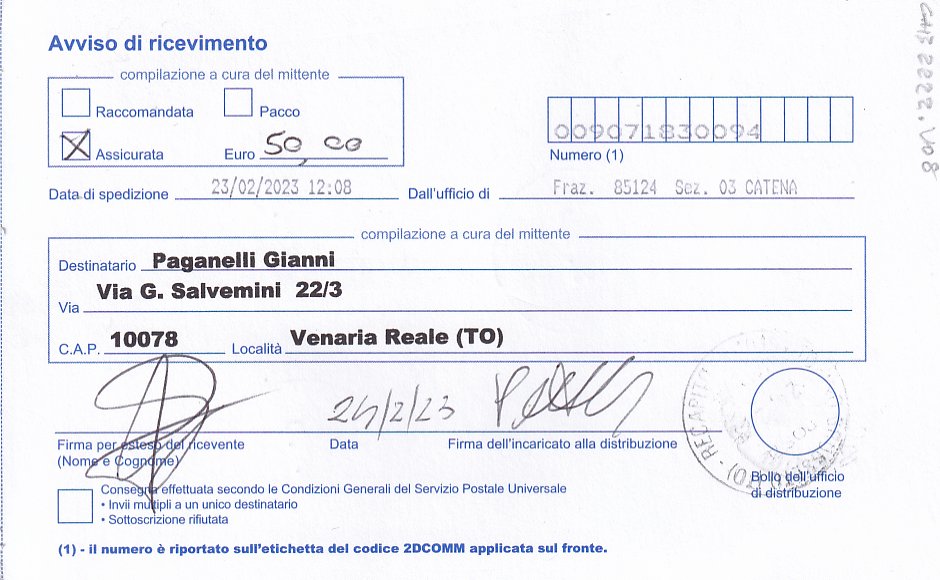 Avviso di ricevimento
compilazione a cura del mittente
Raccomandata Pacco
Assicurata Euro 50,00
009071830094
Numero (1)
Data di spedizione 23/02/2023 12:08 Dall'ufficio di Fraz. 85124 Sez. 03 CATENA
compilazione a cura del mittente
Destinatario Paganelli Gianni
Via G. Salvemini 22/3
Via
C.A.P. 10078 Località Venaria Reale (TO)
24/2/23
Firma per esteso del ricevente Data Firma dell'incaricato alla distribuzione
(Nome e Cognome)
Bollo dell'ufficio
di distribuzione
Consegna effettuata secondo le Condizioni Generali del Servizio Postale Universale
• Invii multipli a un unico destinatario
• Sottoscrizione rifiutata
(1) - il numero è riportato sull'etichetta del codice 2DCOMM applicata sul fronte.